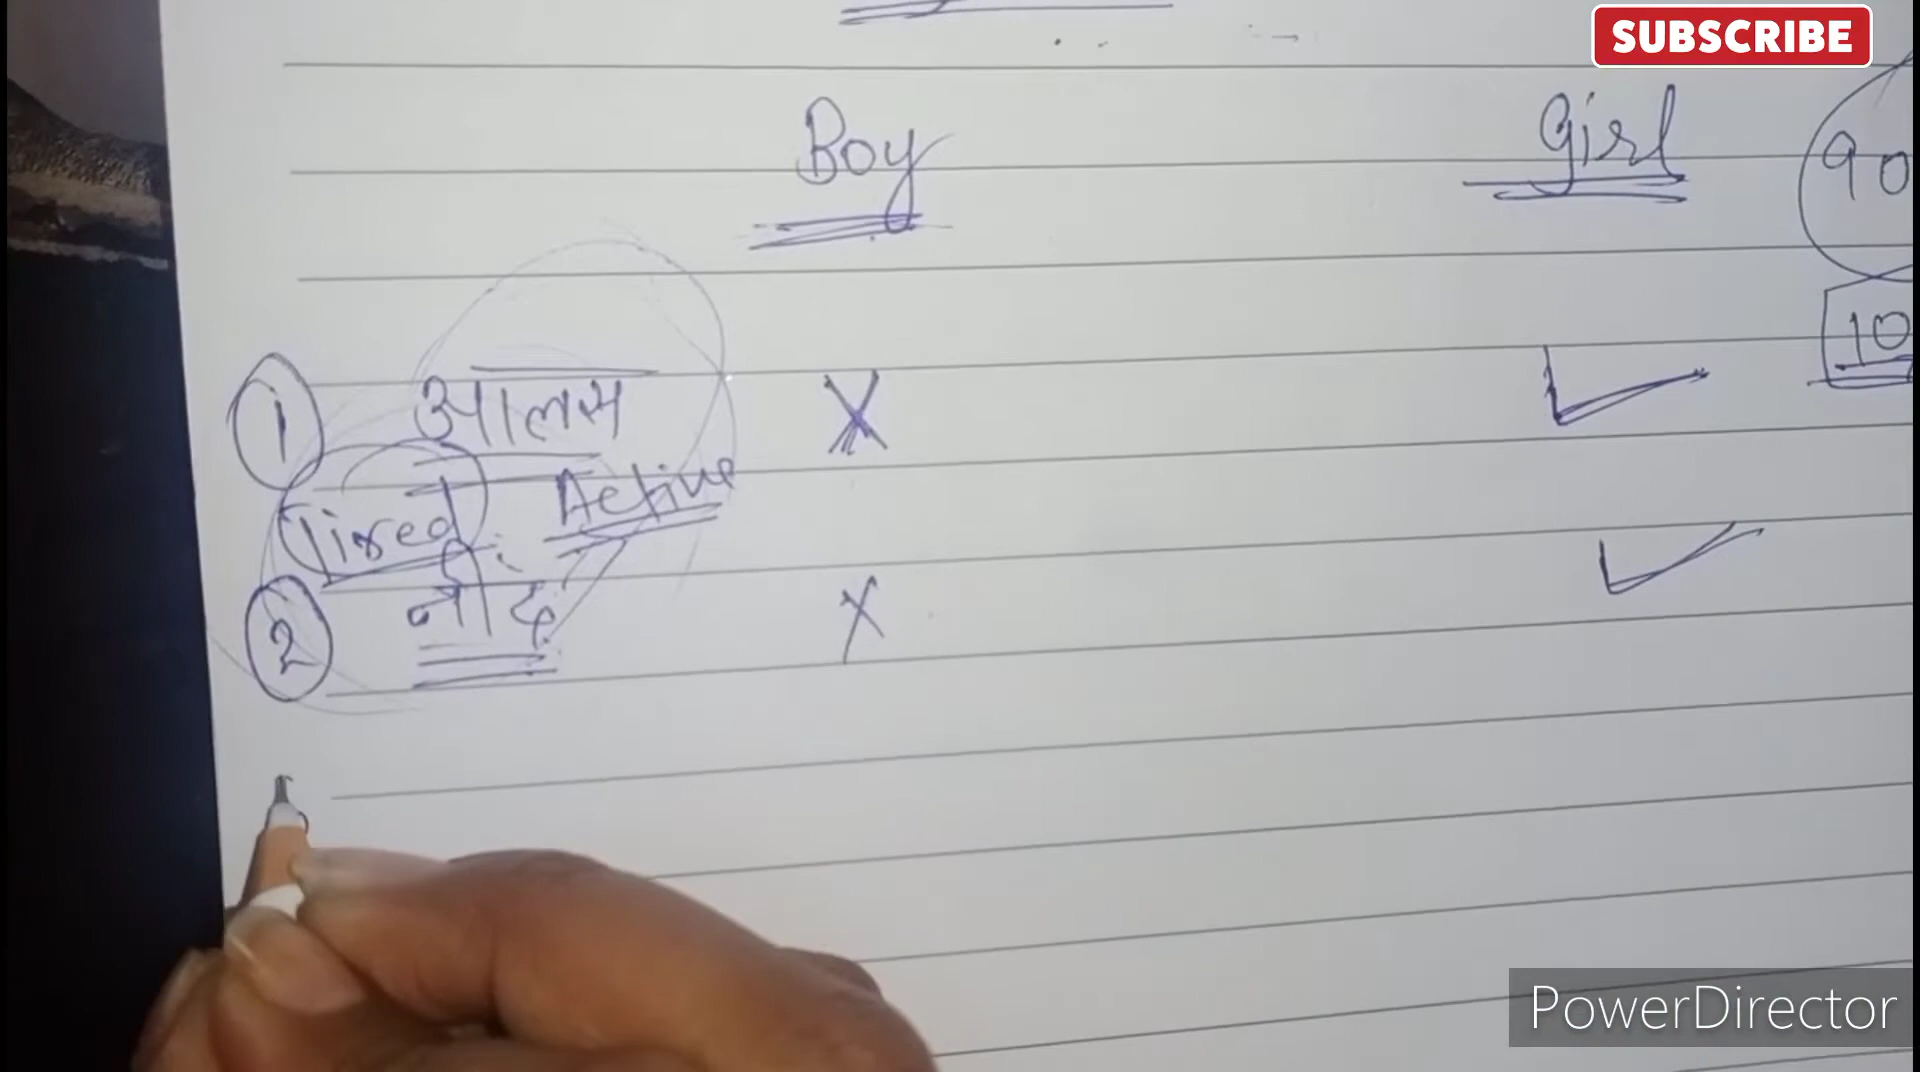 SUBSCRIBE
Boy Girl 90
10
1 आलस X ✓
Tired Active
2 नींद X ✓
PowerDirector